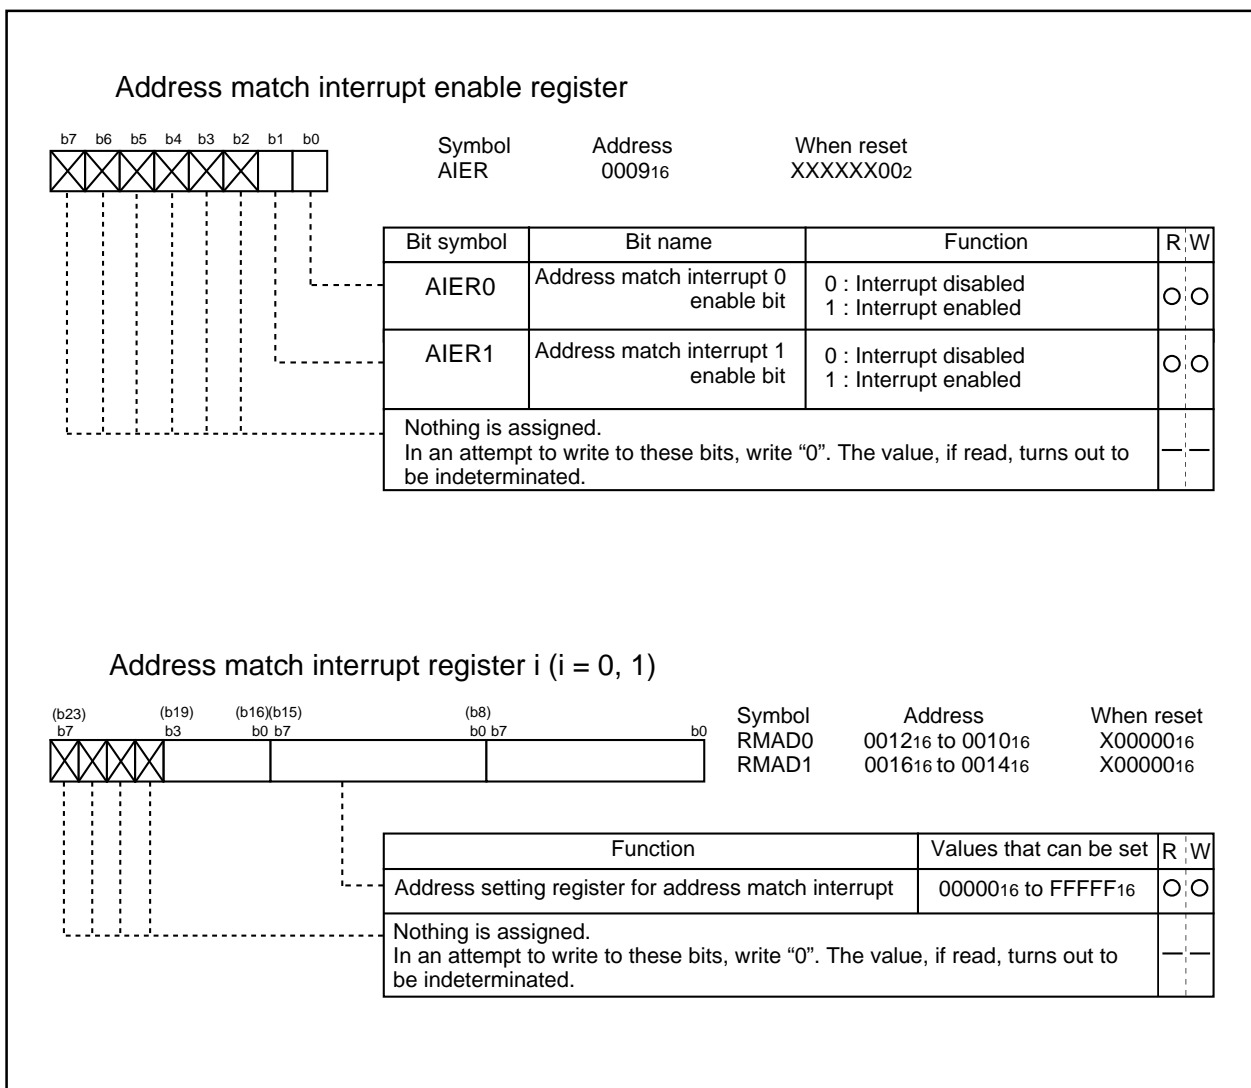 Address match interrupt enable register
b7 b6 b5 b4 b3 b2 b1 b0
Symbol Address When reset
AIER 000916 XXXXXX002
Bit symbol Bit name Function R W
AIER0 Address match interrupt 0 enable bit 0 : Interrupt disabled
1 : Interrupt enabled
AIER1 Address match interrupt 1 enable bit 0 : Interrupt disabled
1 : Interrupt enabled
Nothing is assigned.
In an attempt to write to these bits, write “0”. The value, if read, turns out to
be indeterminated.
Address match interrupt register i (i = 0, 1)
(b23) (b19) (b16)(b15) (b8)
b7 b3 b0 b7 b0 b7 b0
Symbol Address When reset
RMAD0 001216 to 001016 X0000016
RMAD1 001616 to 001416 X0000016
Function Values that can be set R W
Address setting register for address match interrupt 0000016 to FFFFF16
Nothing is assigned.
In an attempt to write to these bits, write “0”. The value, if read, turns out to
be indeterminated.